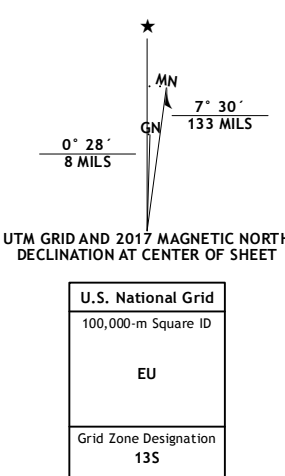 ★
MN
GN
7° 30´
133 MILS
0° 28´
8 MILS
UTM GRID AND 2017 MAGNETIC NORTH
DECLINATION AT CENTER OF SHEET
U.S. National Grid
100,000-m Square ID
EU
Grid Zone Designation
13S